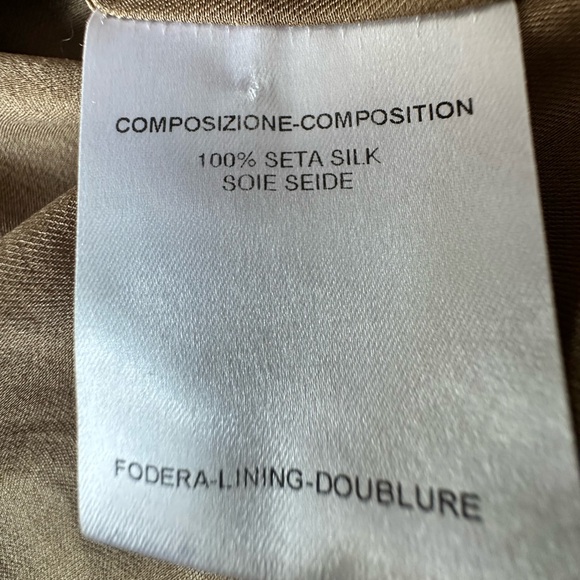 COMPOSIZIONE-COMPOSITION
100% SETA SILK
SOIE SEIDE
FODERA-LINING-DOUBLURE